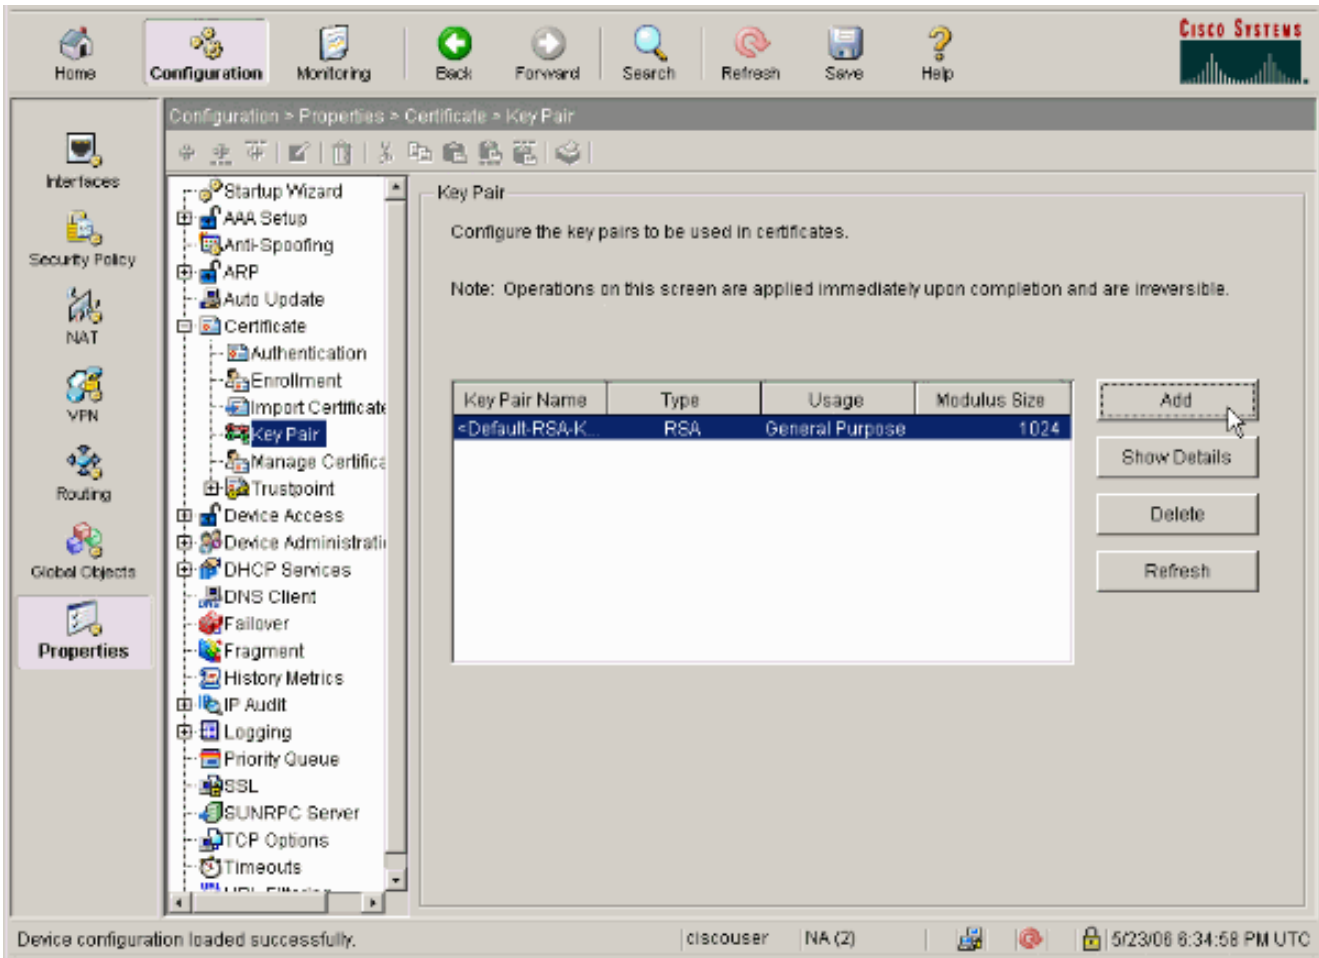 CISCO SYSTEMS
Home
Configuration
Monitoring
Back
Forward
Search
Refresh
Save
Help
Configuration > Properties > Certificate > Key Pair
Interfaces
Security Policy
NAT
VPN
Routing
Global Objects
Properties
Startup Wizard
AAA Setup
Anti-Spoofing
ARP
Auto Update
Certificate
Authentication
Enrollment
Import Certificate
Key Pair
Manage Certifica
Trustpoint
Device Access
Device Administrati
DHCP Services
DNS Client
Failover
Fragment
History Metrics
IP Audit
Logging
Priority Queue
SSL
SUNRPC Server
TCP Options
Timeouts
Key Pair
Configure the key pairs to be used in certificates.
Note: Operations on this screen are applied immediately upon completion and are irreversible.
Key Pair Name Type Usage Modulus Size
<Default-RSA-K... RSA General Purpose 1024
Add
Show Details
Delete
Refresh
Device configuration loaded successfully.
ciscouser
NA (2)
5/23/06 6:34:58 PM UTC